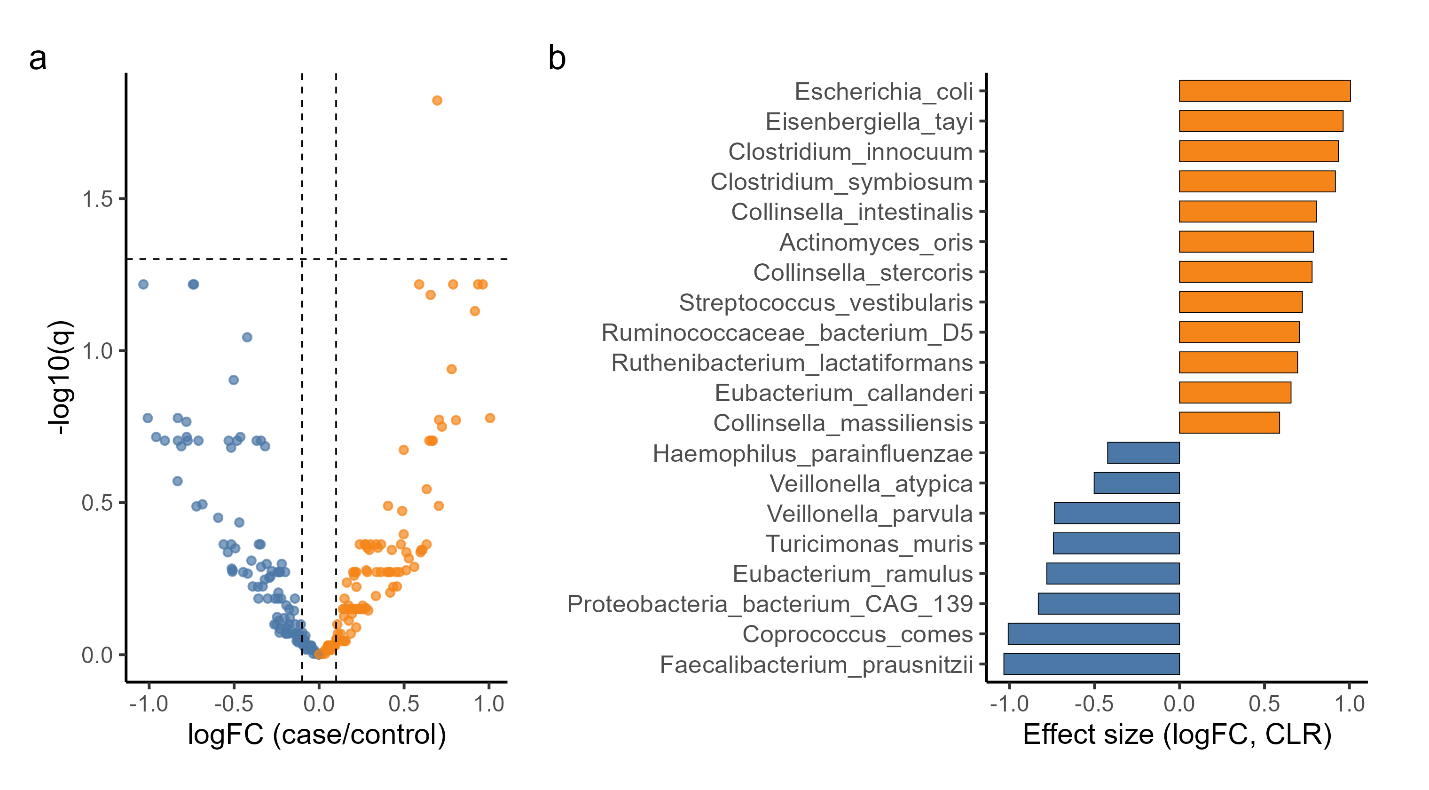 a
1.5
1.0
0.5
0.0
-log10(q)
-1.0
-0.5
0.0
0.5
1.0
logFC (case/control)
b
Escherichia_coli
Eisenbergiella_tayi
Clostridium_innocuum
Clostridium_symbiosum
Collinsella_intestinalis
Actinomyces_oris
Collinsella_stercoris
Streptococcus_vestibularis
Ruminococcaceae_bacterium_D5
Ruthenibacterium_lactatiformans
Eubacterium_callanderi
Collinsella_massiliensis
Haemophilus_parainfluenzae
Veillonella_atypica
Veillonella_parvula
Turicimonas_muris
Eubacterium_ramulus
Proteobacteria_bacterium_CAG_139
Coprococcus_comes
Faecalibacterium_prausnitzii
-1.0
-0.5
0.0
0.5
1.0
Effect size (logFC, CLR)